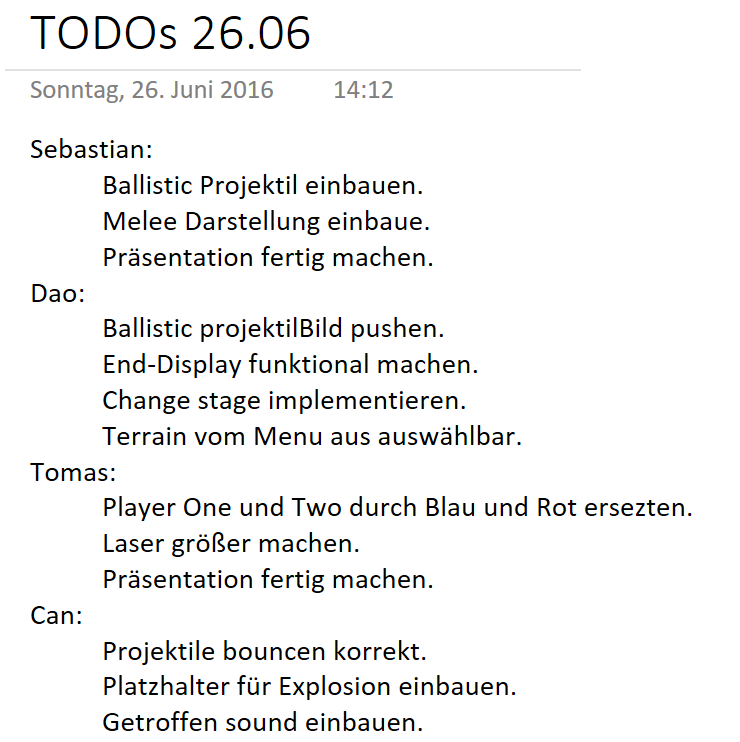 TODOs 26.06
Sonntag, 26. Juni 2016 14:12
Sebastian:
Ballistic Projektil einbauen.
Melee Darstellung einbaue.
Präsentation fertig machen.
Dao:
Ballistic projektilBild pushen.
End-Display funktional machen.
Change stage implementieren.
Terrain vom Menu aus auswählbar.
Tomas:
Player One und Two durch Blau und Rot ersezten.
Laser größer machen.
Präsentation fertig machen.
Can:
Projektile bouncen korrekt.
Platzhalter für Explosion einbauen.
Getroffen sound einbauen.